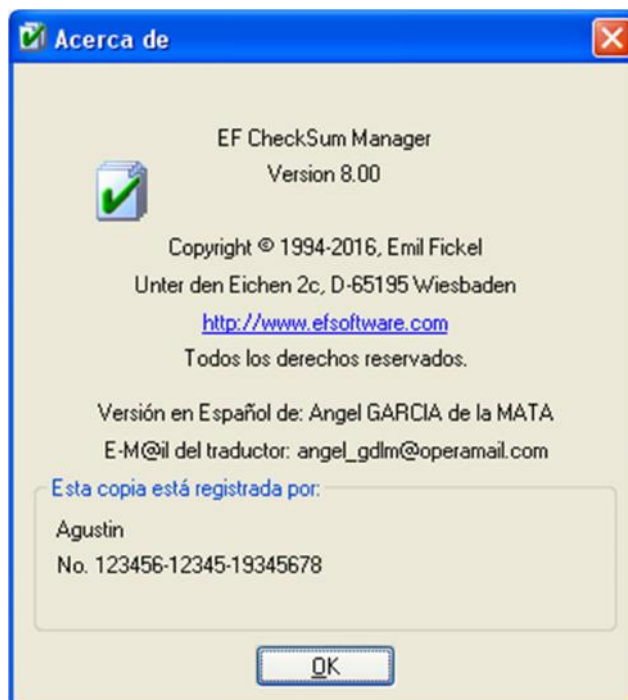 Acerca de
EF CheckSum Manager
Version 8.00
Copyright © 1994-2016, Emil Fickel
Unter den Eichen 2c, D-65195 Wiesbaden
http://www.efsoftware.com
Todos los derechos reservados.
Versión en Español de: Angel GARCIA de la MATA
E-M@il del traductor: angel_gdlm@operamail.com
Esta copia está registrada por:
Agustin
No. 123456-12345-19345678
OK